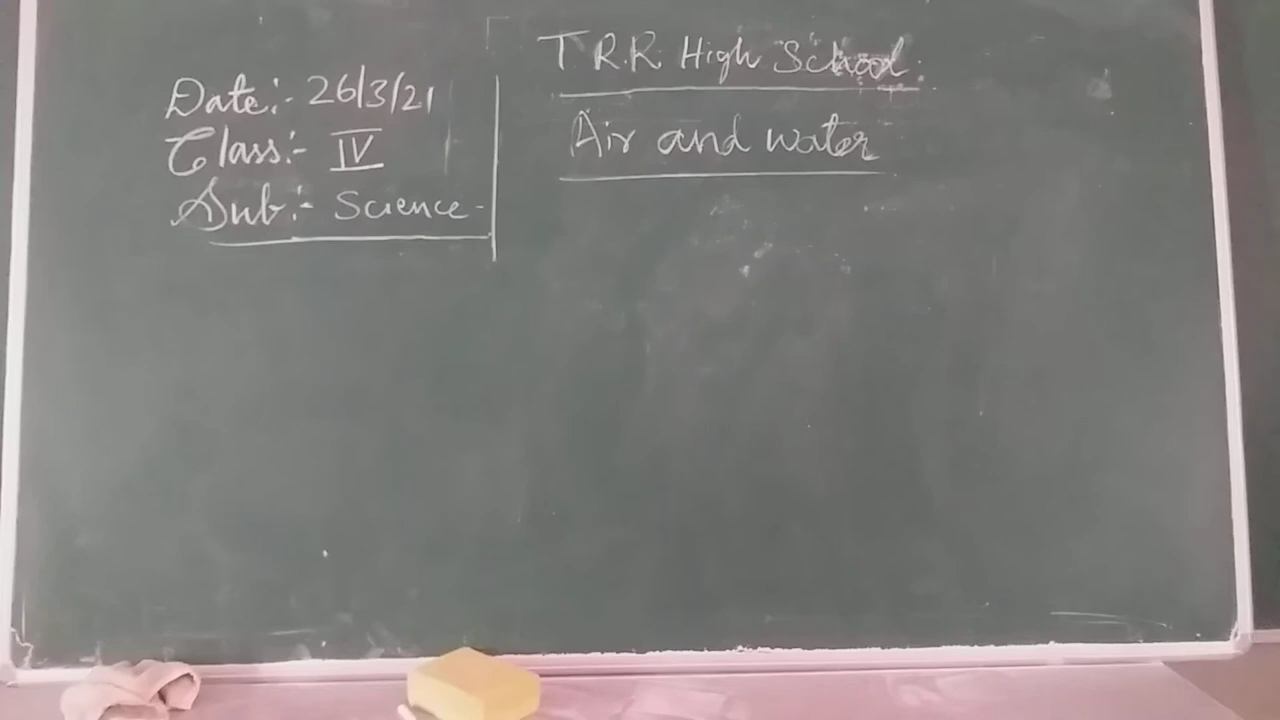 T.R.R. High School
Date:- 26/3/21
Class:- IV
Sub:- Science-
Air and water